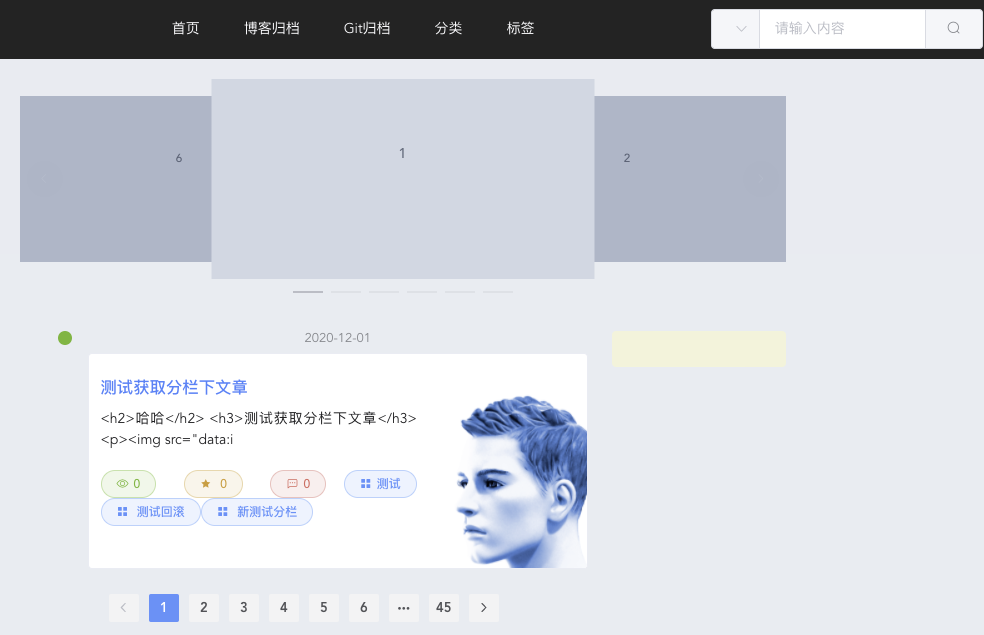 首页 博客归档 Git归档 分类 标签 请输入内容
6 1 2
2020-12-01
测试获取分栏下文章
<h2>哈哈</h2> <h3>测试获取分栏下文章</h3>
<p><img src="data:i
0 0 0 测试
测试回滚 新测试分栏
1 2 3 4 5 6 ••• 45